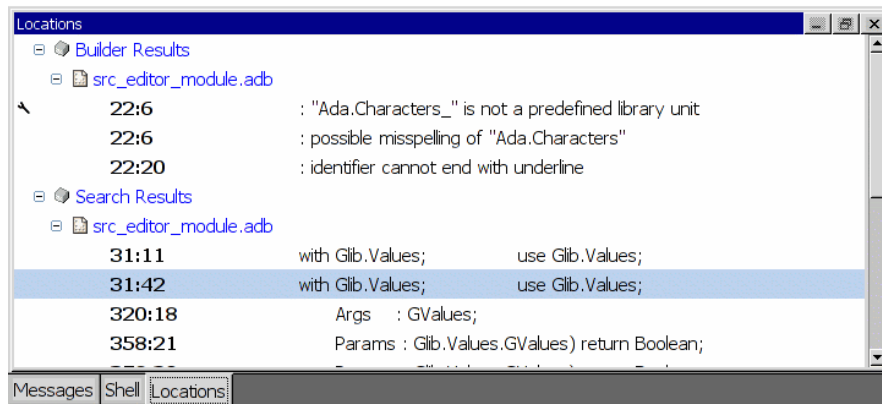 Locations
Builder Results
src_editor_module.adb
22:6 : "Ada.Characters_" is not a predefined library unit
22:6 : possible misspelling of "Ada.Characters"
22:20 : identifier cannot end with underline
Search Results
src_editor_module.adb
31:11 with Glib.Values; use Glib.Values;
31:42 with Glib.Values; use Glib.Values;
320:18 Args : GValues;
358:21 Params : Glib.Values.GValues) return Boolean;
Messages Shell Locations